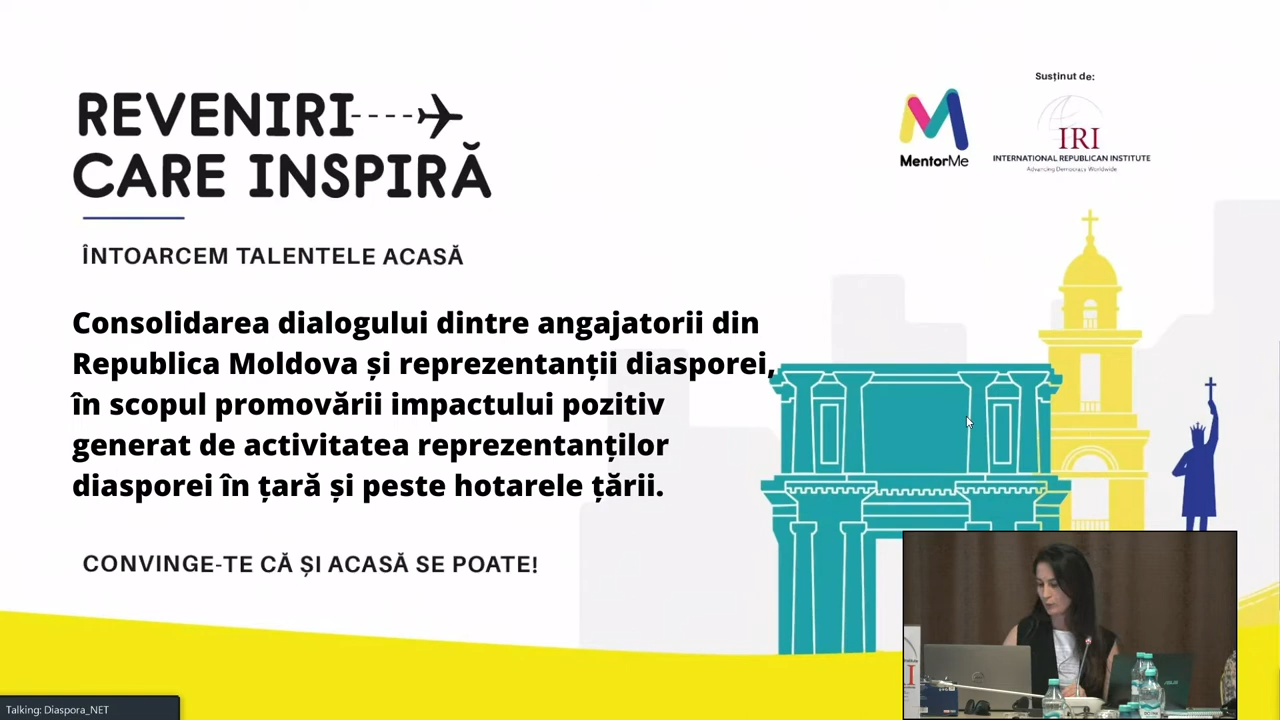 REVENIRI
CARE INSPIRĂ
ÎNTOARCEM TALENTELE ACASĂ
Consolidarea dialogului dintre angajatorii din
Republica Moldova și reprezentanții diasporei,
în scopul promovării impactului pozitiv
generat de activitatea reprezentanților
diasporei în țară și peste hotarele țării.
CONVINGE-TE CĂ ȘI ACASĂ SE POATE!
MentorMe
Susținut de:
IRI
INTERNATIONAL REPUBLICAN INSTITUTE
Advancing Democracy Worldwide
Talking: Diaspora_NET